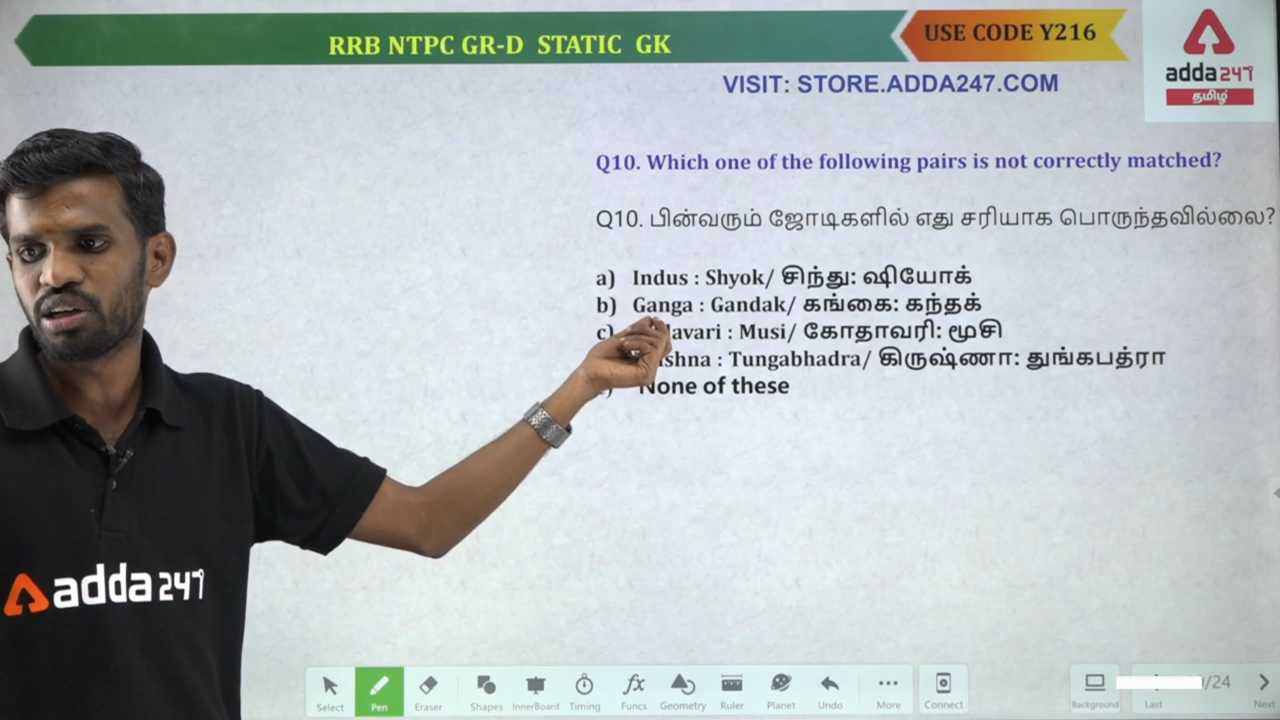 RRB NTPC GR-D STATIC GK
USE CODE Y216
adda247
தமிழ்
VISIT: STORE.ADDA247.COM
Q10. Which one of the following pairs is not correctly matched?
Q10. பின்வரும் ஜோடிகளில் எது சரியாக பொருந்தவில்லை?
a) Indus : Shyok/ சிந்து: ஷியோக்
b) Ganga : Gandak/ கங்கை: கந்தக்
c) : Musi/ கோதாவரி: மூசி
: Tungabhadra/ கிருஷ்ணா: துங்கபத்ரா
None of these
adda247
Select
Pen
Eraser
Shapes
InnerBoard
Timing
fx
Funcs
Geometry
Ruler
Planet
Undo
More
Connect
Background
Last
/24
Next